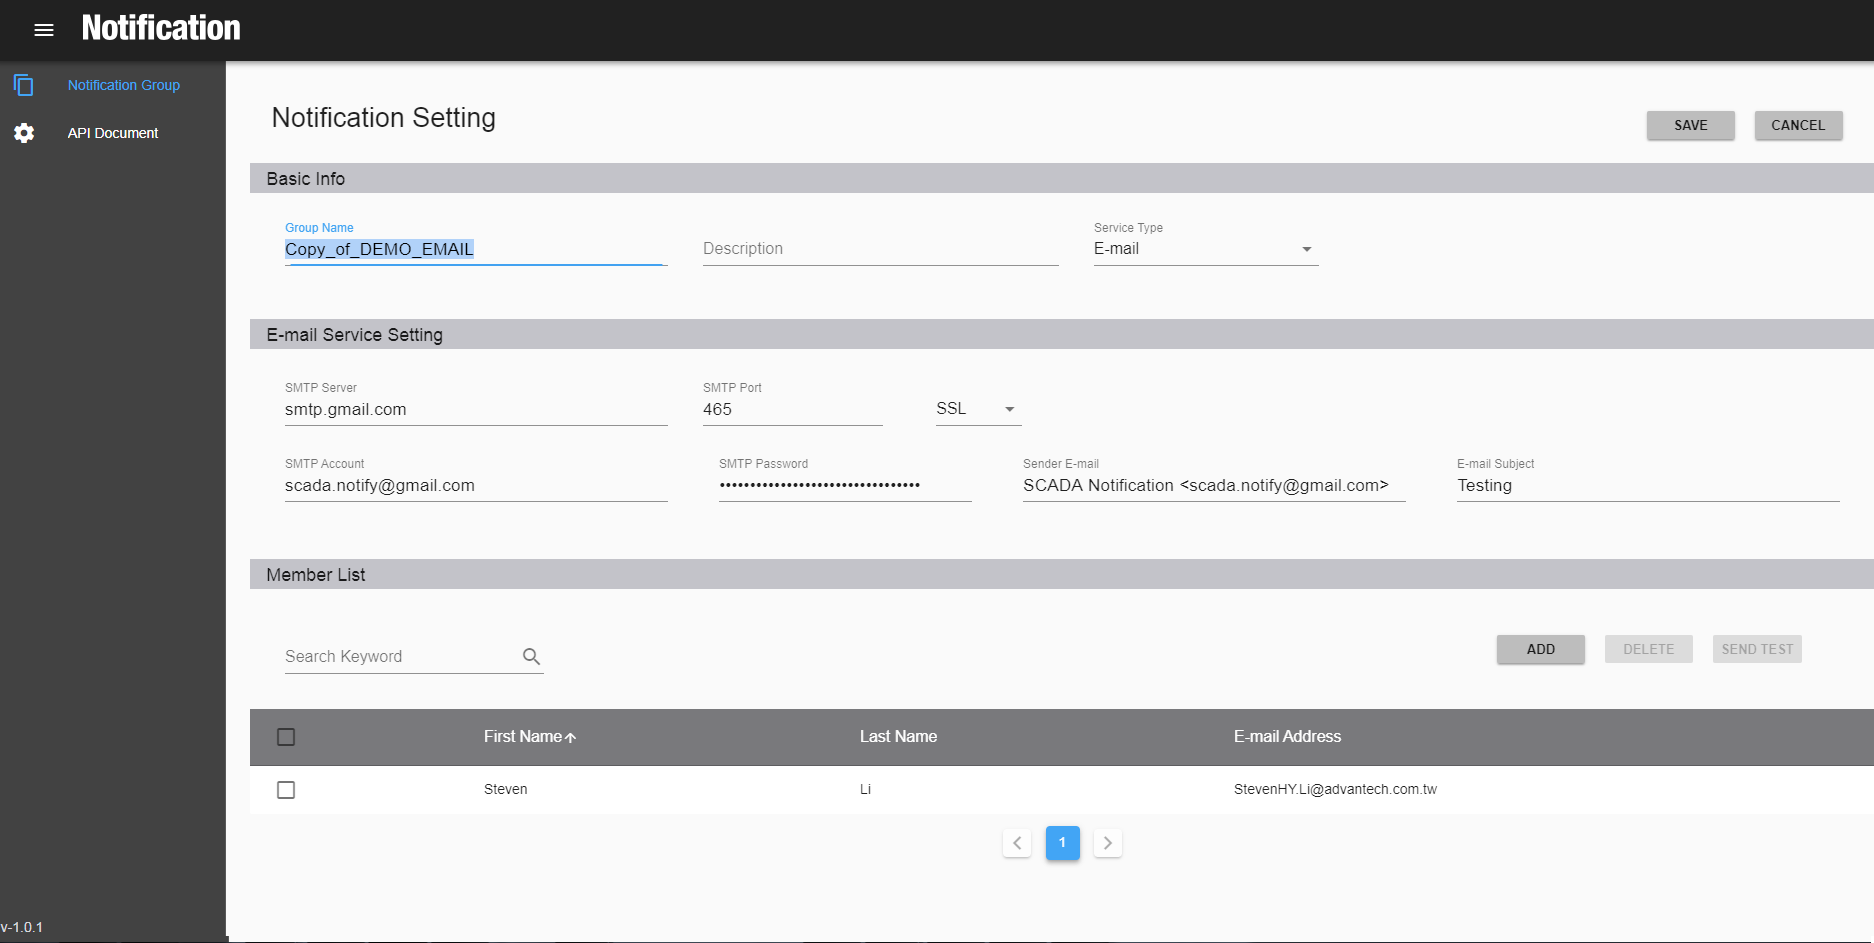 Notification
Notification Group
API Document
Notification Setting
SAVE
CANCEL
Basic Info
Group Name
Copy_of_DEMO_EMAIL
Description
Service Type
E-mail
E-mail Service Setting
SMTP Server
smtp.gmail.com
SMTP Port
465
SSL
SMTP Account
scada.notify@gmail.com
SMTP Password
••••••••••••••••••••••••••••••••
Sender E-mail
SCADA Notification <scada.notify@gmail.com>
E-mail Subject
Testing
Member List
Search Keyword
ADD
DELETE
SEND TEST
First Name
Last Name
E-mail Address
Steven
Li
StevenHY.Li@advantech.com.tw
1
v-1.0.1